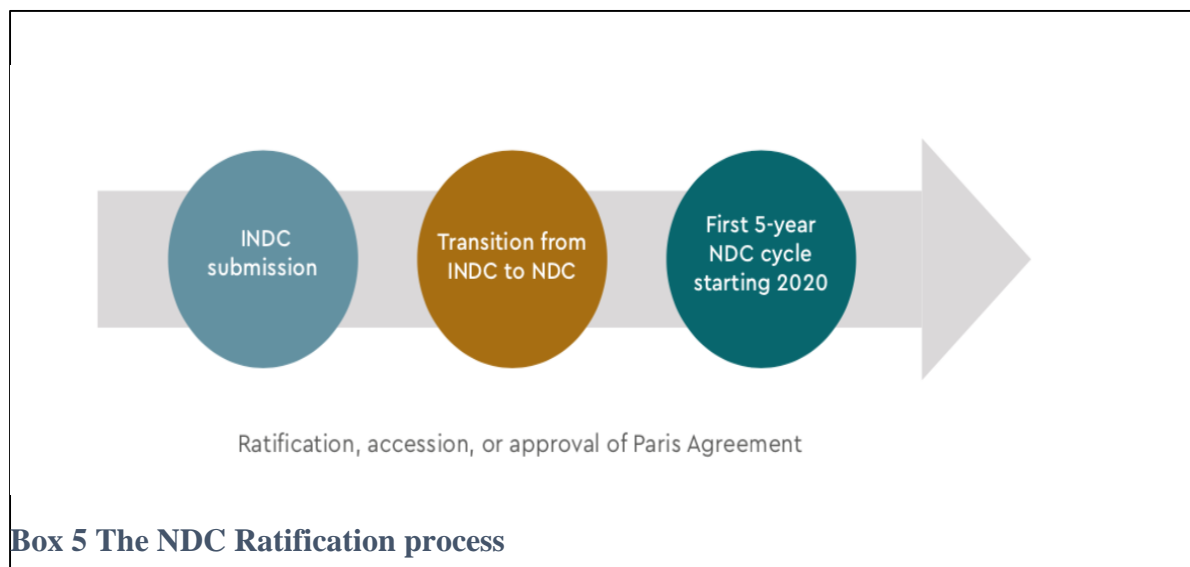 INDC
submission
Transition from
INDC to NDC
First 5-year
NDC cycle
starting 2020
Ratification, accession, or approval of Paris Agreement
Box 5 The NDC Ratification process